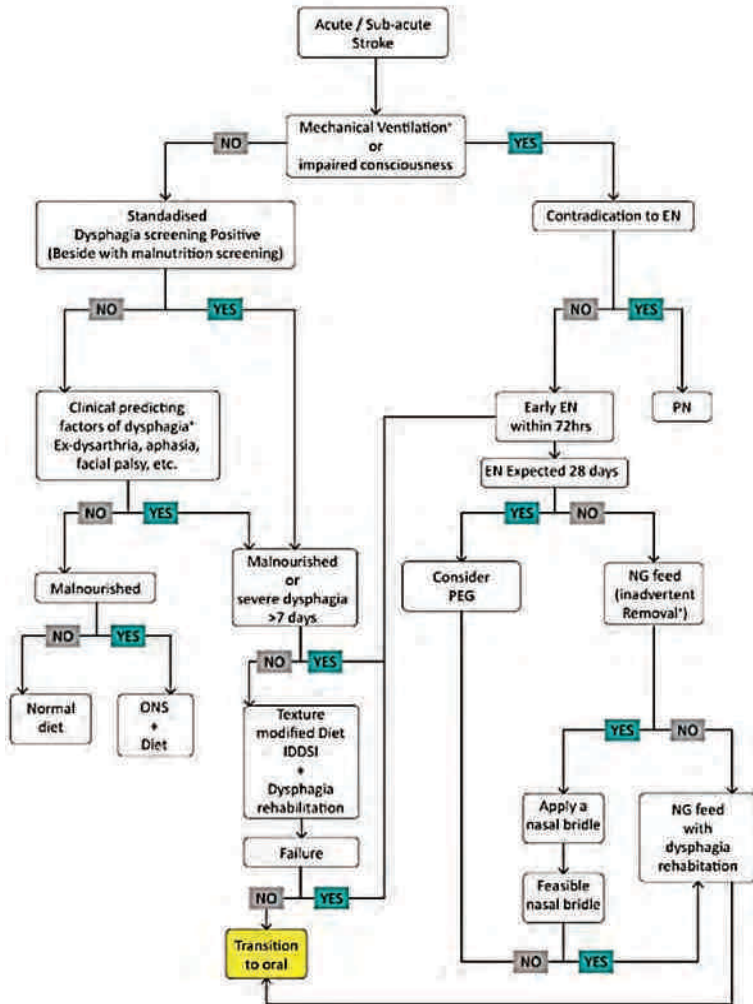 Acute / Sub-acute
Stroke
NO
Mechanical Ventilation*
or
impaired consciousness
YES
Standadised
Dysphagia screening Positive
(Beside with malnutrition screening)
Contradication to EN
NO
YES
NO
YES
Clinical predicting
factors of dysphagia*
Ex-dysarthria, aphasia,
facial palsy, etc.
Early EN
within 72hrs
PN
EN Expected 28 days
NO
YES
YES
NO
Malnourished
Malnourished
or
severe dysphagia
>7 days
Consider
PEG
NG feed
(inadvertent
Removal*)
NO
YES
NO
YES
Normal
diet
ONS
+
Diet
Texture
modified Diet
IDDSI
+
Dysphagia
rehabilitation
YES
NO
Apply a
nasal bridle
NG feed
with
dysphagia
rehabitation
Failure
Feasible
nasal bridle
NO
YES
Transition
to oral
NO
YES